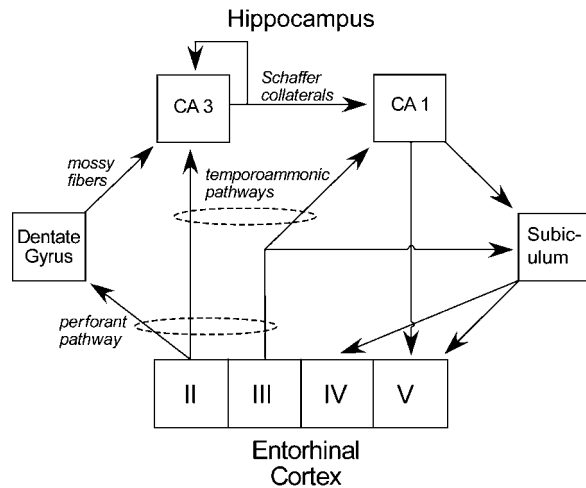 Hippocampus
Schaffer
collaterals
CA 3
CA 1
mossy
fibers
temporoammonic
pathways
Dentate
Gyrus
Subic-
ulum
perforant
pathway
II
III
IV
V
Entorhinal
Cortex